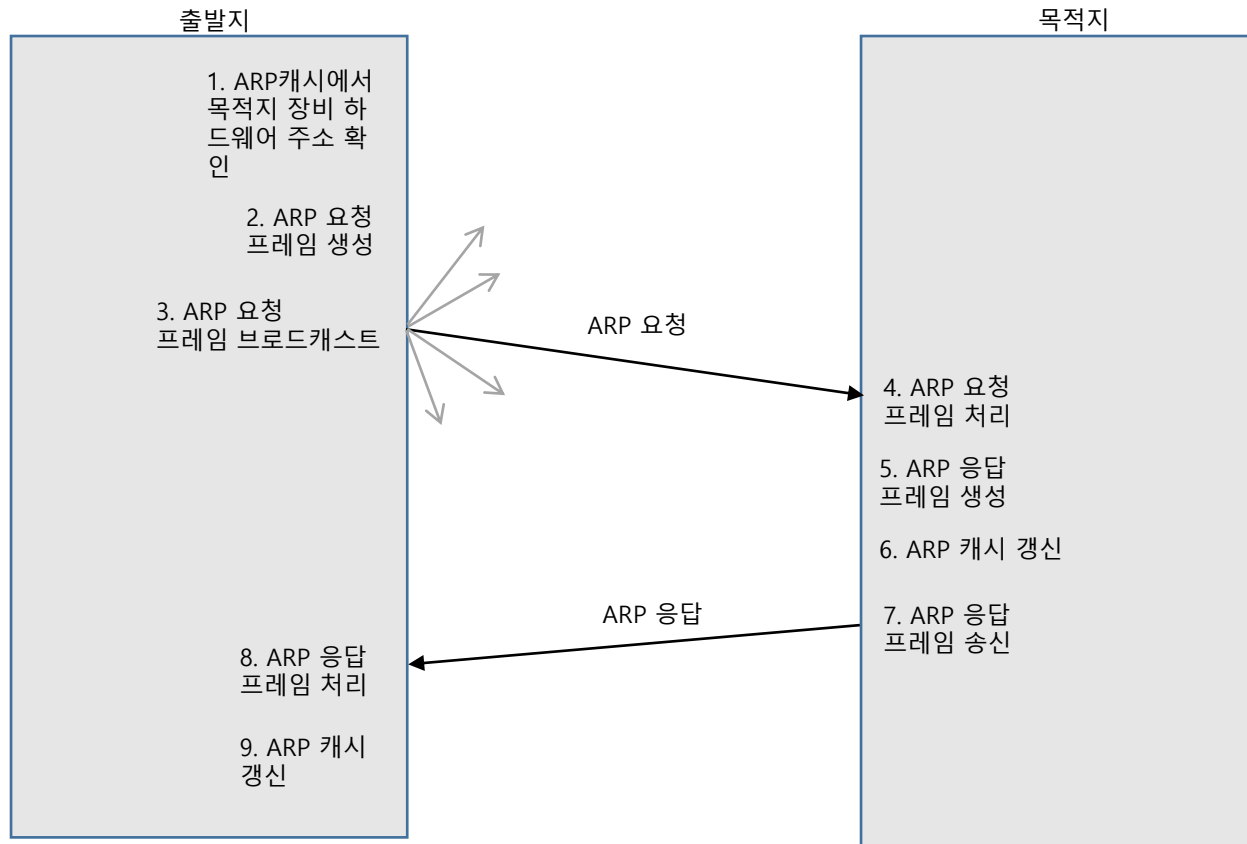 출발지
목적지
1. ARP캐시에서
목적지 장비 하
드웨어 주소 확
인
2. ARP 요청
프레임 생성
3. ARP 요청
프레임 브로드캐스트
ARP 요청
4. ARP 요청
프레임 처리
5. ARP 응답
프레임 생성
6. ARP 캐시 갱신
ARP 응답
7. ARP 응답
프레임 송신
8. ARP 응답
프레임 처리
9. ARP 캐시
갱신